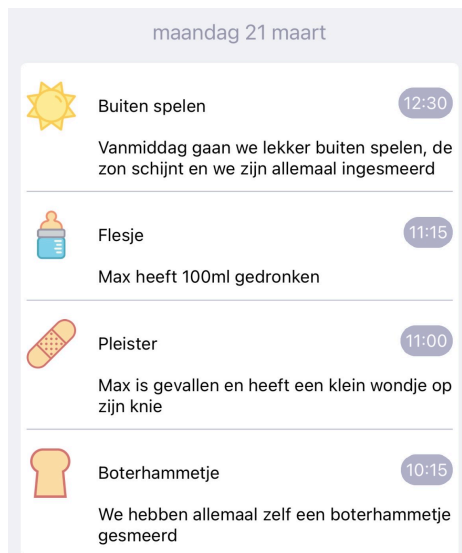 maandag 21 maart
Buiten spelen 12:30
Vanmiddag gaan we lekker buiten spelen, de
zon schijnt en we zijn allemaal ingesmeerd
Flesje 11:15
Max heeft 100ml gedronken
Pleister 11:00
Max is gevallen en heeft een klein wondje op
zijn knie
Boterhammetje 10:15
We hebben allemaal zelf een boterhammetje
gesmeerd